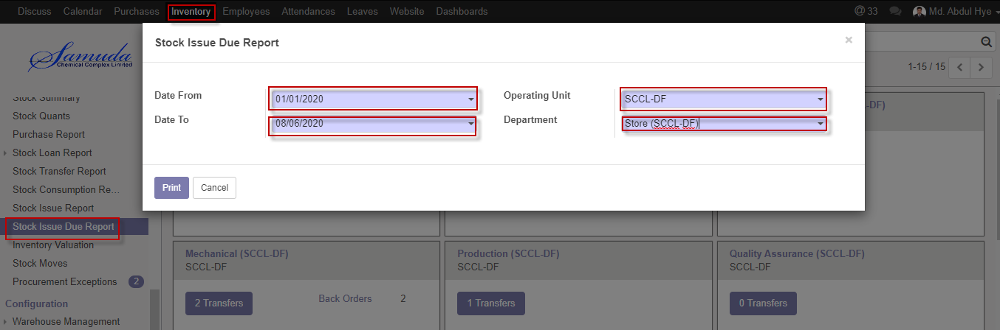 Discuss Calendar Purchases Inventory Employees Attendances Leaves Website Dashboards @ 33 Md. Abdul Hye
Samuda
Chemical Complex Limited
Stock Issue Due Report ×
1-15 / 15
Date From 01/01/2020 Operating Unit SCCL-DF
Date To 08/06/2020 Department Store (SCCL-DF)
Print Cancel
Stock Summary
Stock Quants
Purchase Report
Stock Loan Report
Stock Transfer Report
Stock Consumption Re...
Stock Issue Report
Stock Issue Due Report
Inventory Valuation
Stock Moves
Procurement Exceptions 2
Configuration
Warehouse Management
-DF)
Mechanical (SCCL-DF) Production (SCCL-DF) Quality Assurance (SCCL-DF)
SCCL-DF SCCL-DF SCCL-DF
2 Transfers Back Orders 2 1 Transfers 0 Transfers